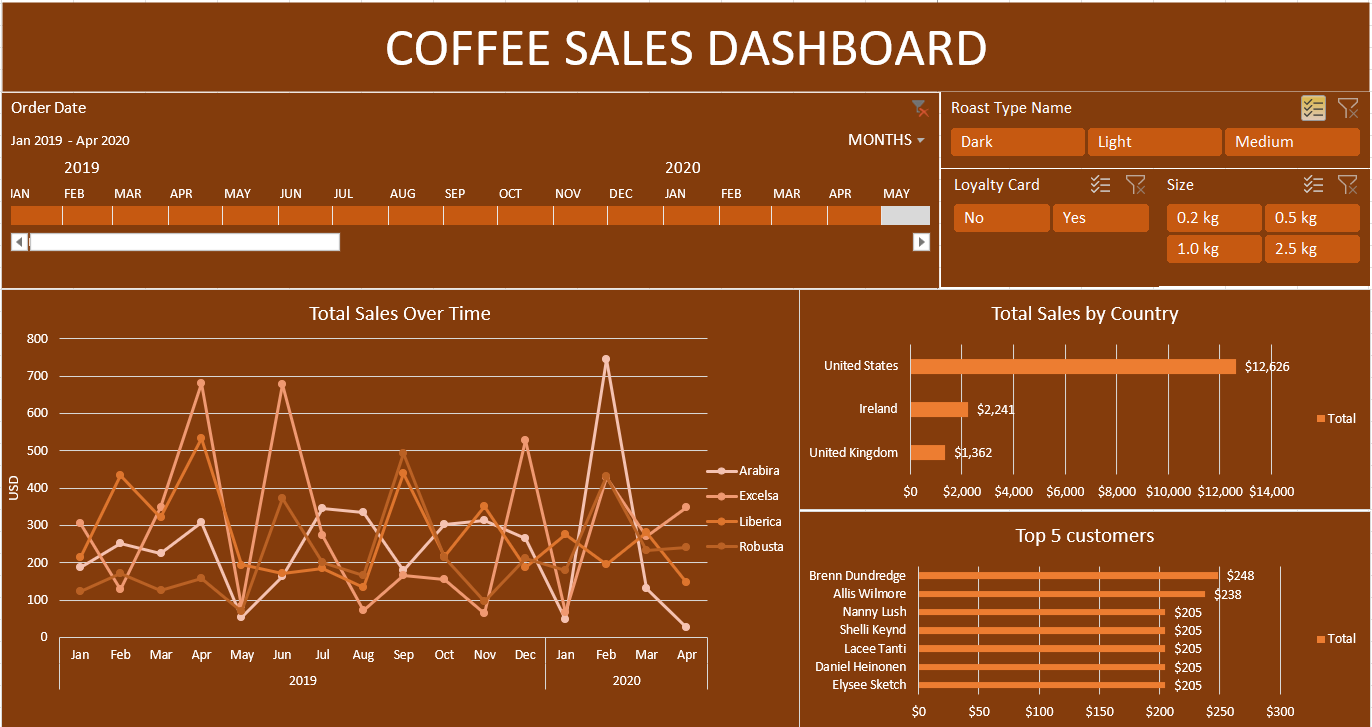 COFFEE SALES DASHBOARD
Order Date
Jan 2019 - Apr 2020
MONTHS
2019 2020
JAN FEB MAR APR MAY JUN JUL AUG SEP OCT NOV DEC JAN FEB MAR APR MAY
Roast Type Name
Dark Light Medium
Loyalty Card
No Yes
Size
0.2 kg 0.5 kg
1.0 kg 2.5 kg
Total Sales Over Time
800
700
600
500
400
300
200
100
0
USD
Jan Feb Mar Apr May Jun Jul Aug Sep Oct Nov Dec Jan Feb Mar Apr
2019 2020
Arabira
Excelsa
Liberica
Robusta
Total Sales by Country
United States $12,626
Ireland $2,241
United Kingdom $1,362
$0 $2,000 $4,000 $6,000 $8,000 $10,000 $12,000 $14,000
Total
Top 5 customers
Brenn Dundredge $248
Allis Wilmore $238
Nanny Lush $205
Shelli Keynd $205
Lacee Tanti $205
Daniel Heinonen $205
Elysee Sketch $205
$0 $50 $100 $150 $200 $250 $300
Total